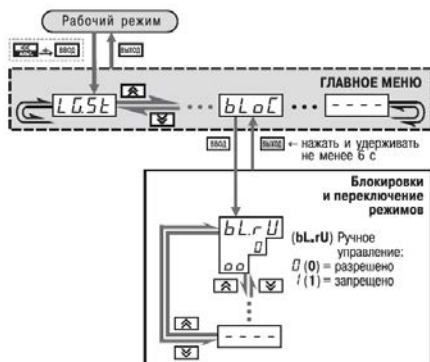 Рабочий режим
ВВОД
ВЫХОД
ГЛАВНОЕ МЕНЮ
LG.St
bLoC
- - - -
ВВОД
ВЫХОД
← нажать и удерживать
не менее 6 с
Блокировки
и переключение
режимов
bL.rU
0
oo
(bL.rU) Ручное
управление:
0 (0) = разрешено
1 (1) = запрещено
- - - -